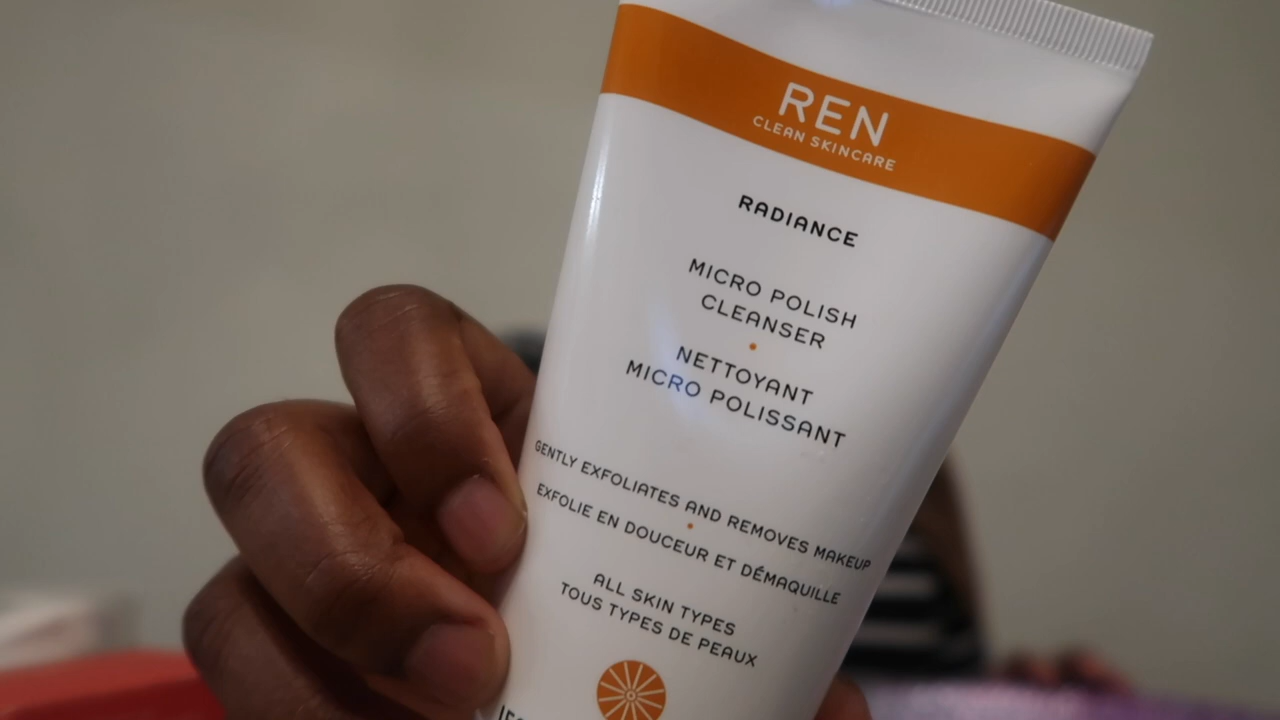 REN
CLEAN SKINCARE
RADIANCE
MICRO POLISH
CLEANSER
NETTOYANT
MICRO POLISSANT
GENTLY EXFOLIATES AND REMOVES MAKEUP
EXFOLIE EN DOUCEUR ET DÉMAQUILLE
ALL SKIN TYPES
TOUS TYPES DE PEAUX